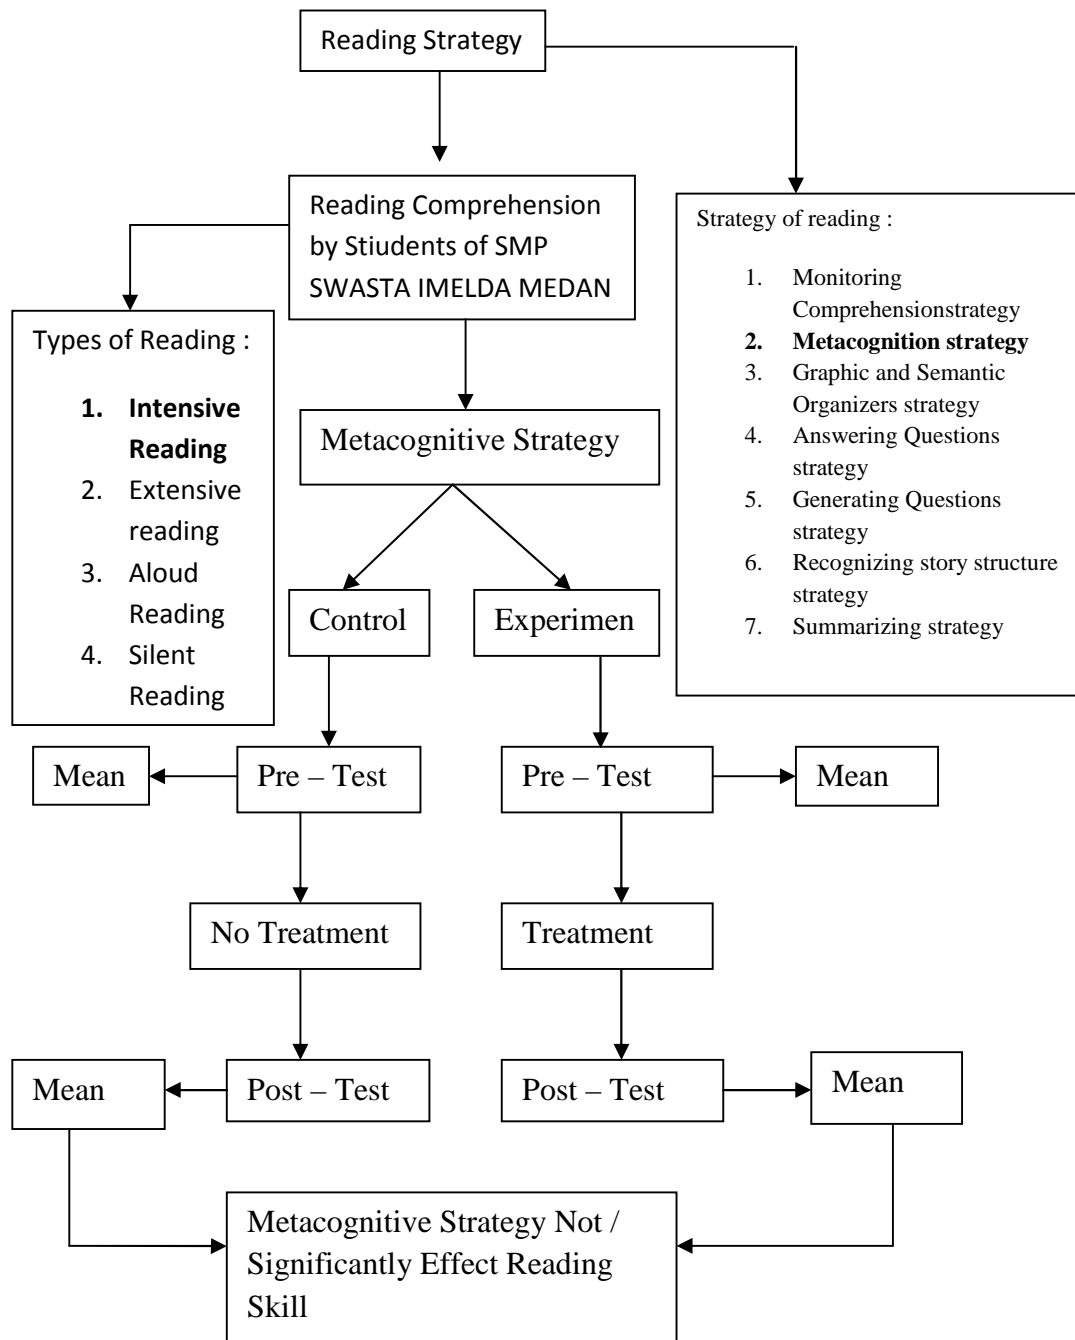 Reading Strategy
Reading Comprehension
by Stiudents of SMP
SWASTA IMELDA MEDAN
Strategy of reading :
1. Monitoring
Comprehensionstrategy
2. Metacognition strategy
3. Graphic and Semantic
Organizers strategy
4. Answering Questions
strategy
5. Generating Questions
strategy
6. Recognizing story structure
strategy
7. Summarizing strategy
Types of Reading :
1. Intensive
Reading
2. Extensive
reading
3. Aloud
Reading
4. Silent
Reading
Metacognitive Strategy
Control
Experimen
Mean
Pre – Test
Pre – Test
Mean
No Treatment
Treatment
Mean
Post – Test
Post – Test
Mean
Metacognitive Strategy Not /
Significantly Effect Reading
Skill